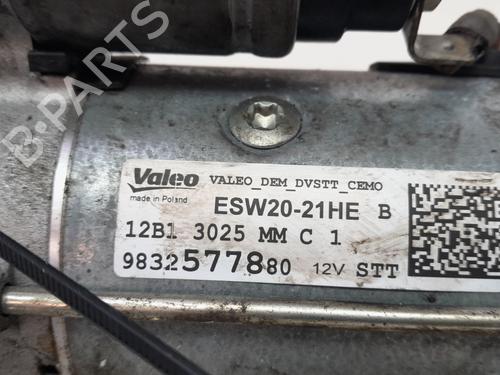 B-PARTS
Valeo VALEO_DEM_DVSTT_CEMO
made in Poland
ESW20-21HE B
12B1 3025 MM C 1
9832577880 12V STT